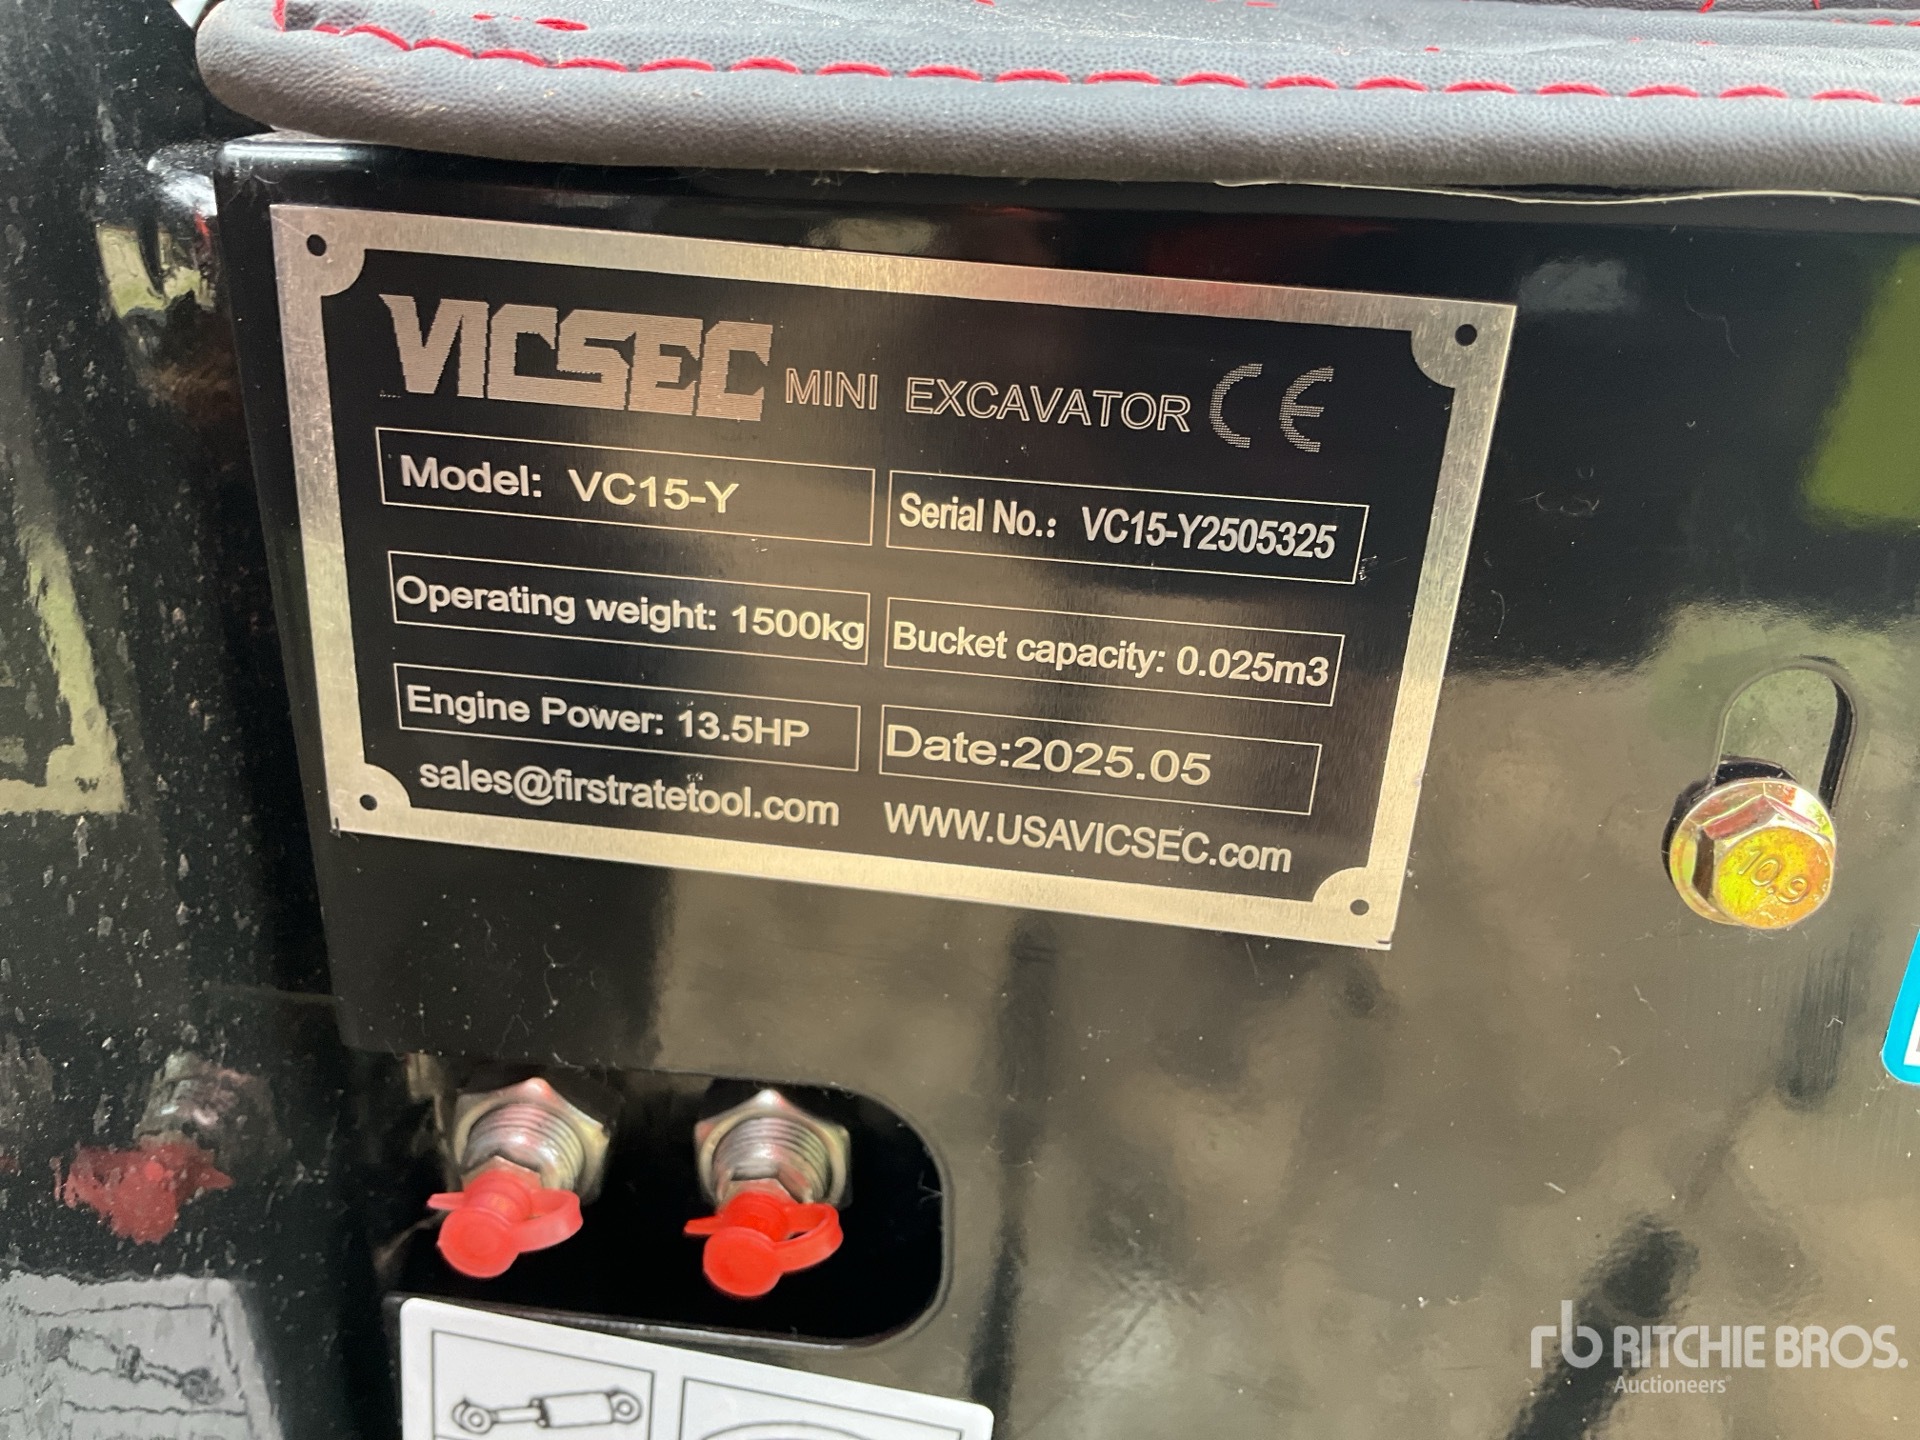 VICSEC MINI EXCAVATOR CE
Model: VC15-Y
Serial No.: VC15-Y2505325
Operating weight: 1500kg
Bucket capacity: 0.025m3
Engine Power: 13.5HP
Date:2025.05
sales@firstratetool.com WWW.USAVICSEC.com
10.9
rb RITCHIE BROS.
Auctioneers